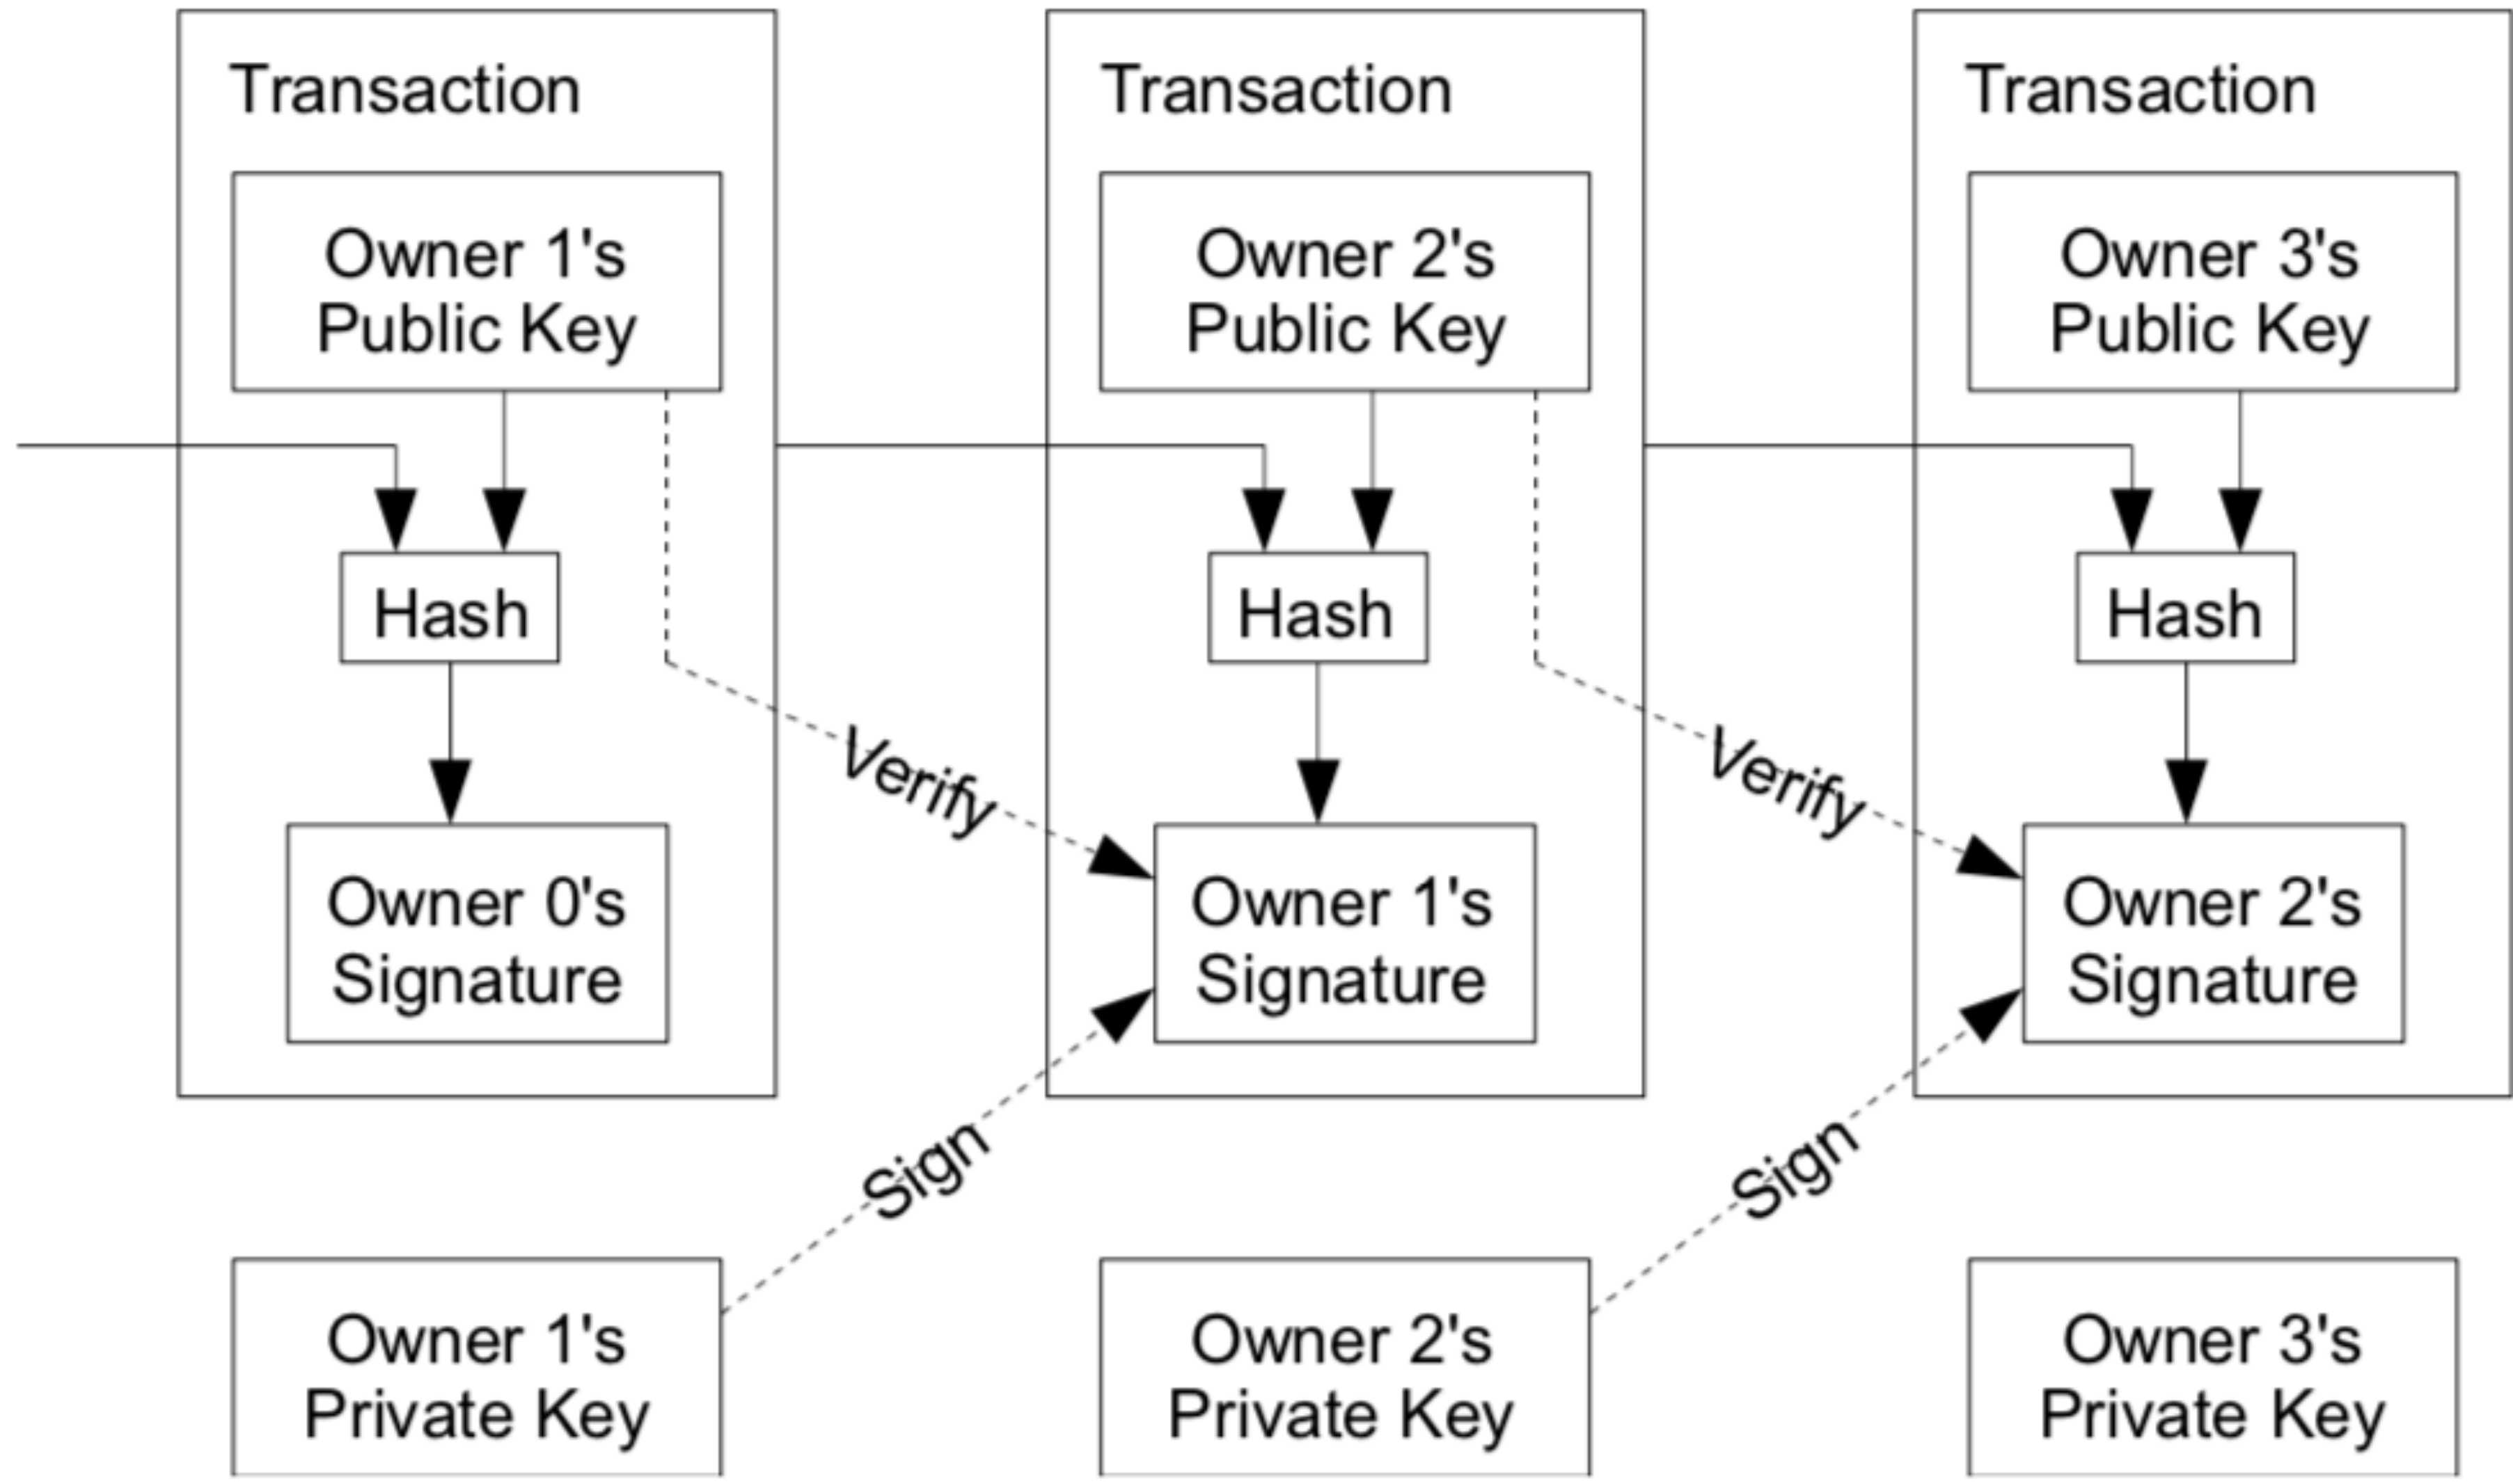 Transaction
Transaction
Transaction
Owner 1's
Public Key
Owner 2's
Public Key
Owner 3's
Public Key
Hash
Hash
Hash
Verify
Verify
Owner 0's
Signature
Owner 1's
Signature
Owner 2's
Signature
Sign
Sign
Owner 1's
Private Key
Owner 2's
Private Key
Owner 3's
Private Key